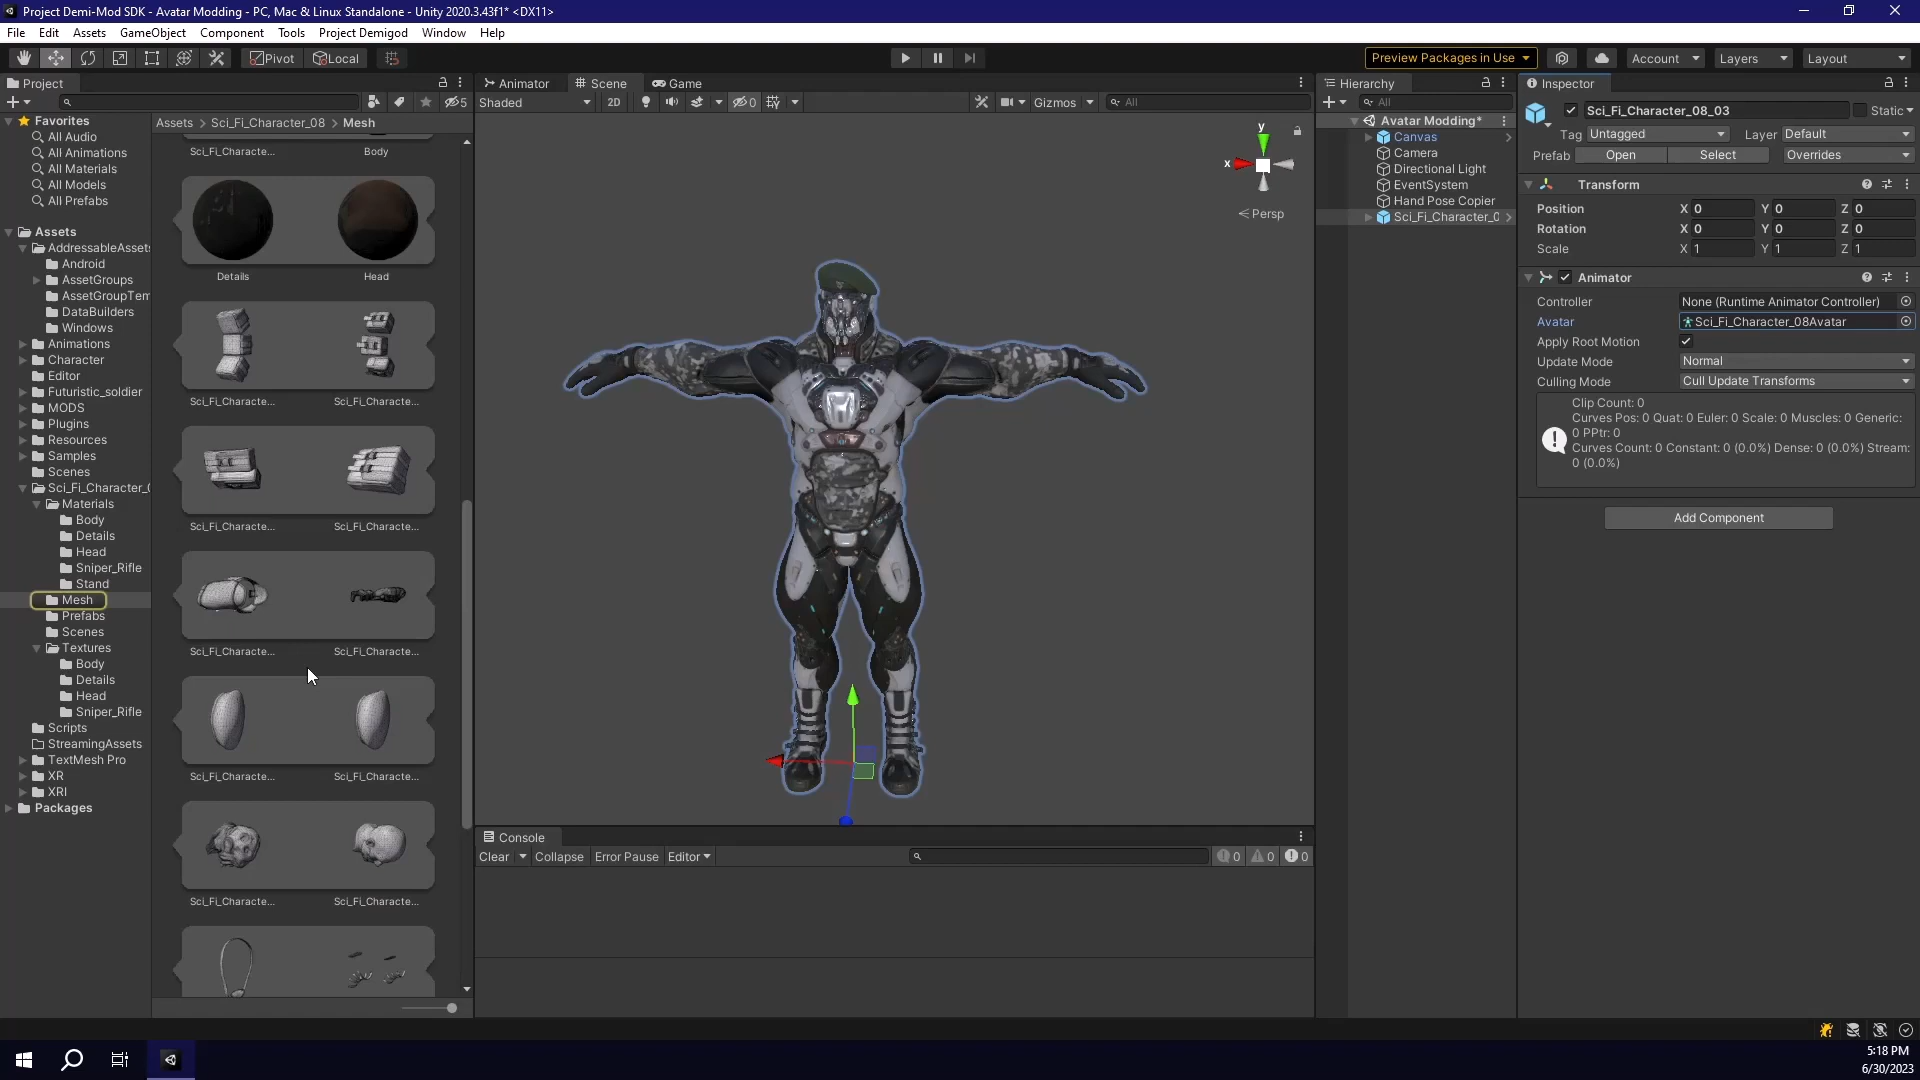 Project Demi-Mod SDK - Avatar Modding - PC, Mac & Linux Standalone - Unity 2020.3.43f1* <DX11>
File Edit Assets GameObject Component Tools Project Demigod Window Help
Pivot Local Preview Packages in Use Account Layers Layout
Project
5
Favorites
All Audio
All Animations
All Materials
All Models
All Prefabs
Assets
AddressableAssets
Android
AssetGroups
AssetGroupTem
DataBuilders
Windows
Animations
Character
Editor
Futuristic_soldier
MODS
Plugins
Resources
Samples
Scenes
Sci_Fi_Character_0
Materials
Body
Details
Head
Sniper_Rifle
Stand
Mesh
Prefabs
Scenes
Textures
Body
Details
Head
Sniper_Rifle
Scripts
StreamingAssets
TextMesh Pro
XR
XRI
Packages
Assets > Sci_Fi_Character_08 > Mesh
Sci_Fi_Characte... Body
Details Head
Sci_Fi_Characte... Sci_Fi_Characte...
Sci_Fi_Characte... Sci_Fi_Characte...
Sci_Fi_Characte... Sci_Fi_Characte...
Sci_Fi_Characte... Sci_Fi_Characte...
Sci_Fi_Characte... Sci_Fi_Characte...
Animator Scene Game
Shaded 2D 0 Gizmos All
y
x
Persp
Console
Clear Collapse Error Pause Editor 0 0 0
Hierarchy
All
Avatar Modding*
Canvas
Camera
Directional Light
EventSystem
Hand Pose Copier
Sci_Fi_Character_0
Inspector
Sci_Fi_Character_08_03 Static
Tag Untagged Layer Default
Prefab Open Select Overrides
Transform
Position X 0 Y 0 Z 0
Rotation X 0 Y 0 Z 0
Scale X 1 Y 1 Z 1
Animator
Controller None (Runtime Animator Controller)
Avatar Sci_Fi_Character_08Avatar
Apply Root Motion
Update Mode Normal
Culling Mode Cull Update Transforms
Clip Count: 0
Curves Pos: 0 Quat: 0 Euler: 0 Scale: 0 Muscles: 0 Generic:
0 PPtr: 0
Curves Count: 0 Constant: 0 (0.0%) Dense: 0 (0.0%) Stream:
0 (0.0%)
Add Component
5:18 PM
6/30/2023